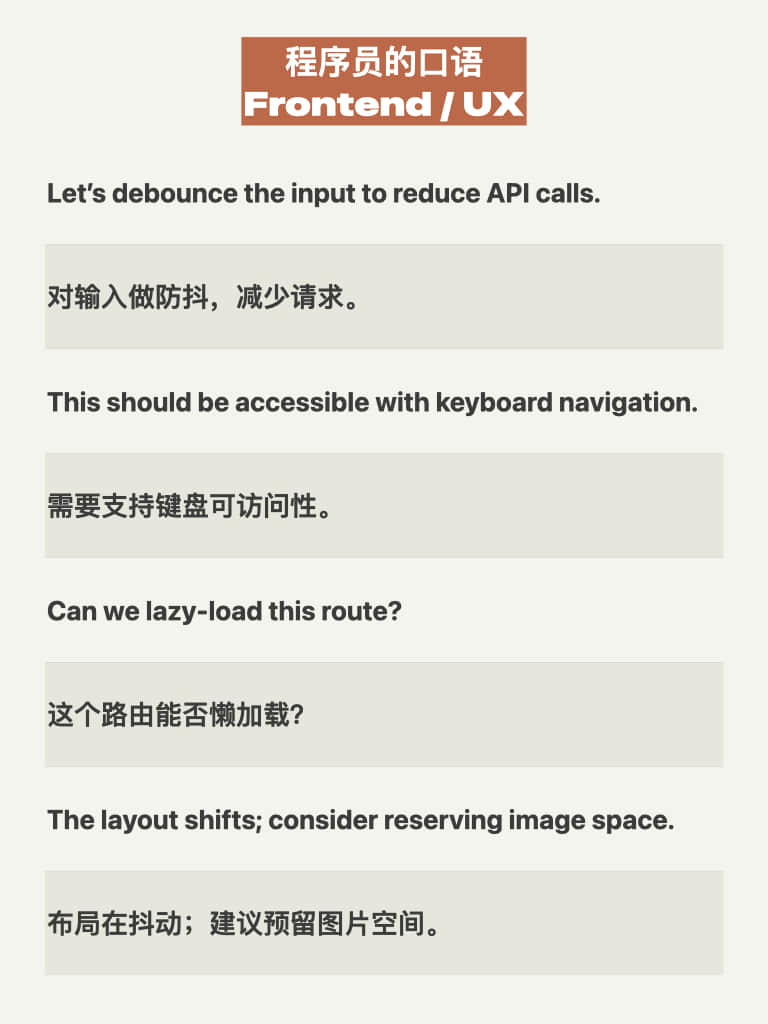 程序员的口语
Frontend / UX
Let’s debounce the input to reduce API calls.
对输入做防抖，减少请求。
This should be accessible with keyboard navigation.
需要支持键盘可访问性。
Can we lazy-load this route?
这个路由能否懒加载？
The layout shifts; consider reserving image space.
布局在抖动；建议预留图片空间。